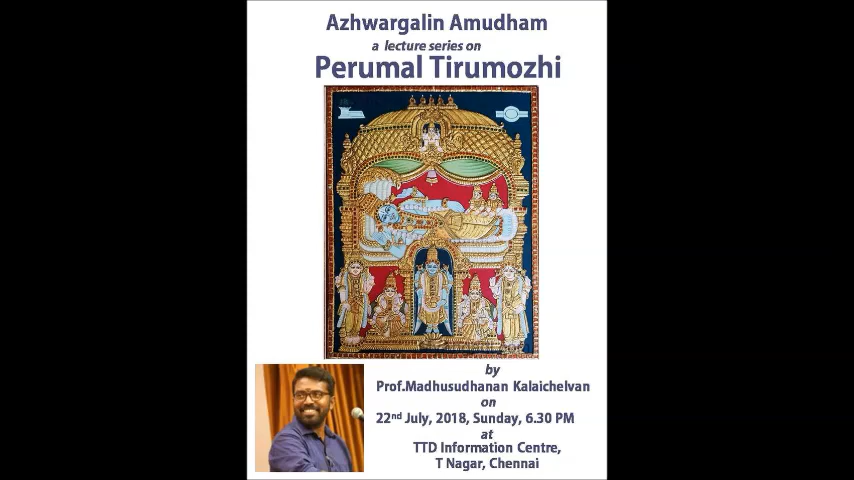 Azhwargalin Amudham
a lecture series on
Perumal Tirumozhi
by
Prof.Madhusudhanan Kalaichelvan
on
22nd July, 2018, Sunday, 6.30 PM
at
TTD Information Centre,
T Nagar, Chennai